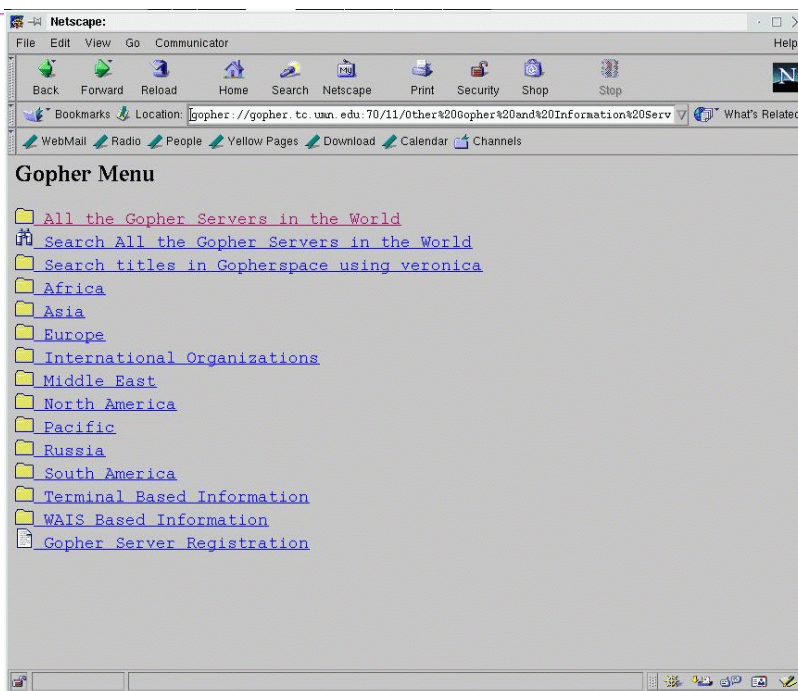 Netscape:
File Edit View Go Communicator Help
Back Forward Reload Home Search Netscape Print Security Shop Stop
My
N
Bookmarks Location: gopher://gopher.tc.umn.edu:70/11/Other%20Gopher%20and%20Information%20Serv What's Related
WebMail Radio People Yellow Pages Download Calendar Channels
Gopher Menu
All the Gopher Servers in the World
Search All the Gopher Servers in the World
Search titles in Gopherspace using veronica
Africa
Asia
Europe
International Organizations
Middle East
North America
Pacific
Russia
South America
Terminal Based Information
WAIS Based Information
Gopher Server Registration